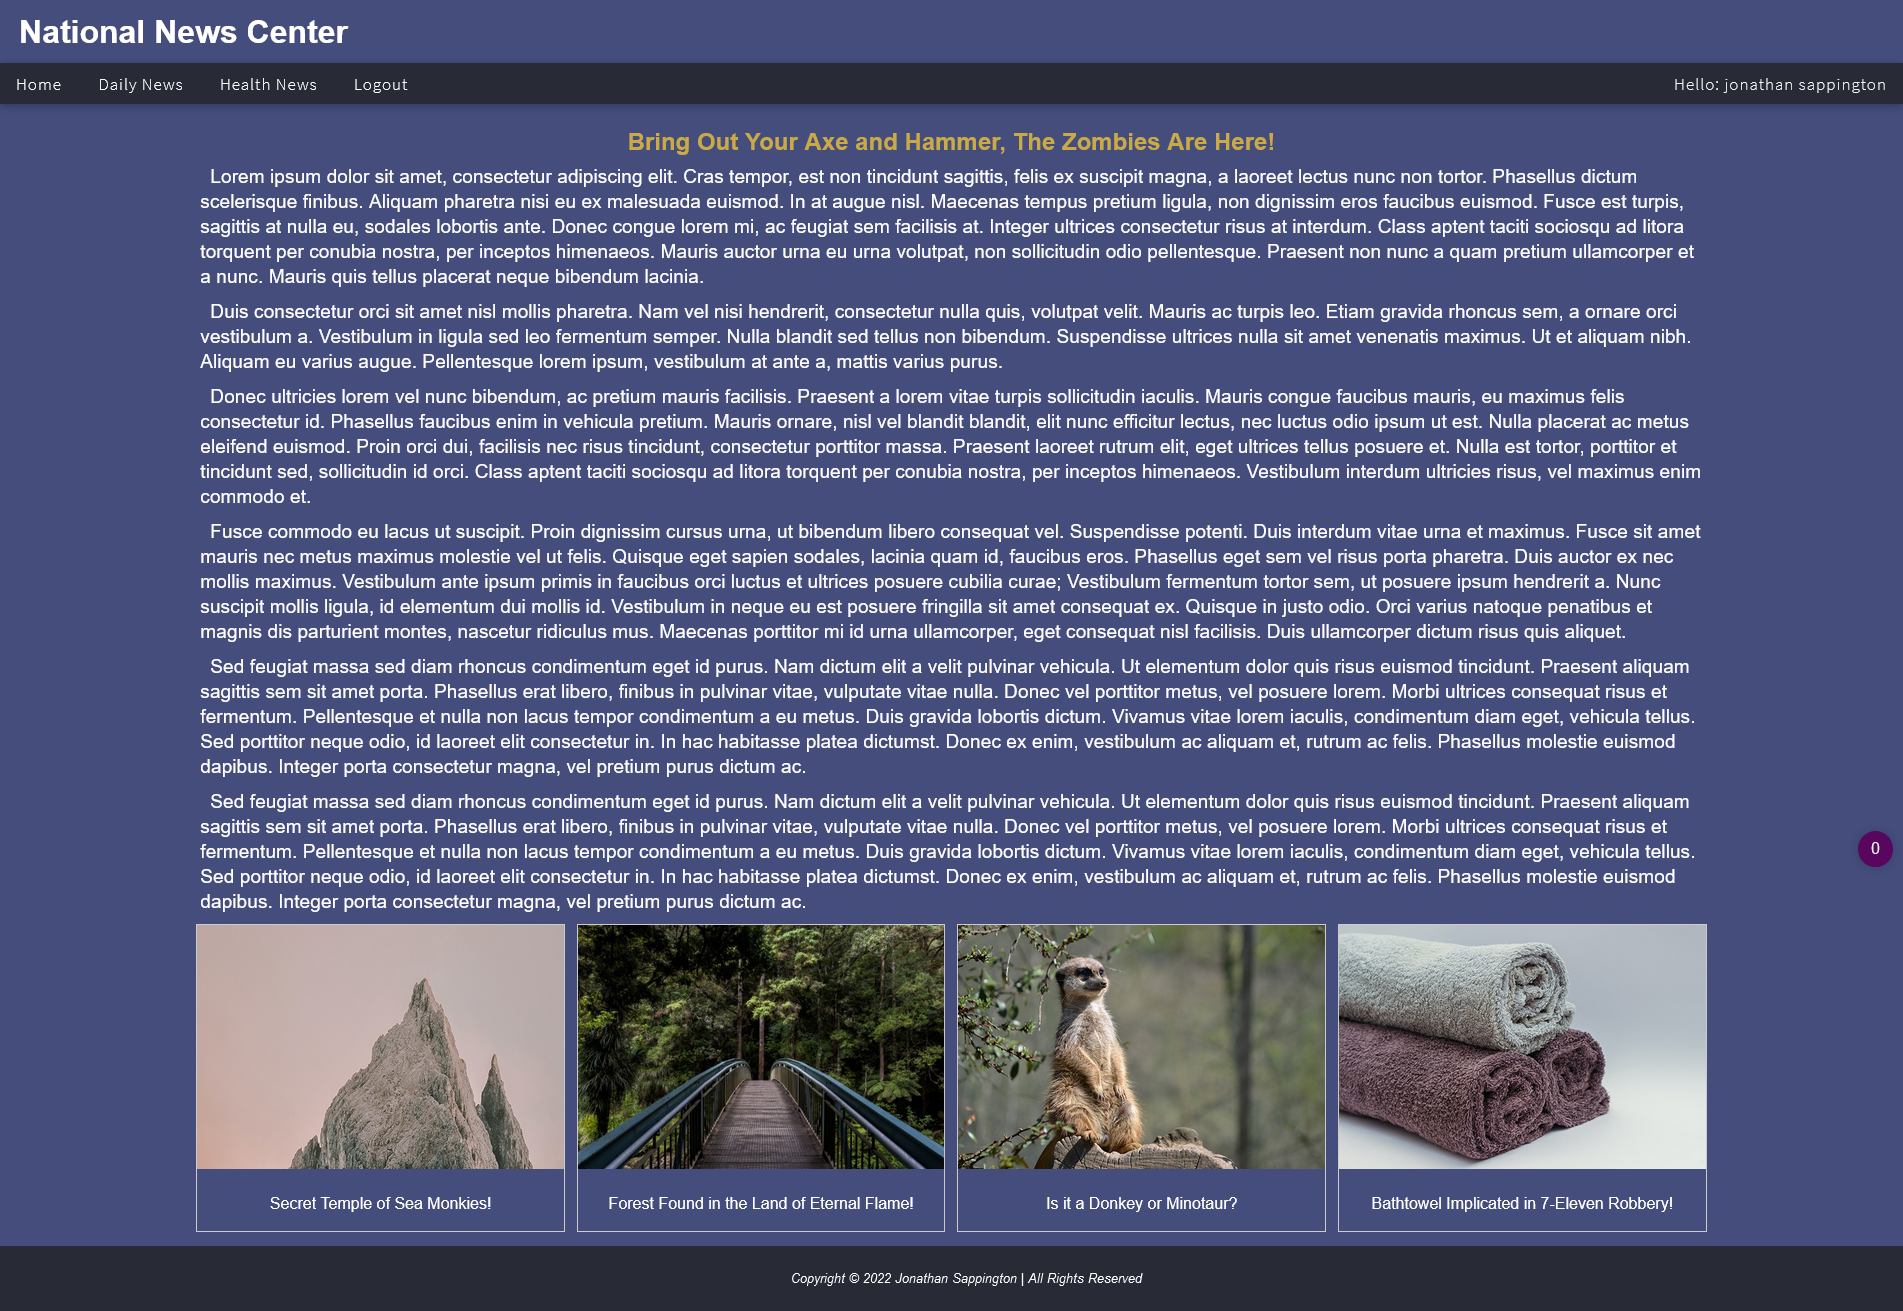 National News Center
Home Daily News Health News Logout Hello: jonathan sappington
Bring Out Your Axe and Hammer, The Zombies Are Here!
Lorem ipsum dolor sit amet, consectetur adipiscing elit. Cras tempor, est non tincidunt sagittis, felis ex suscipit magna, a laoreet lectus nunc non tortor. Phasellus dictum
scelerisque finibus. Aliquam pharetra nisi eu ex malesuada euismod. In at augue nisl. Maecenas tempus pretium ligula, non dignissim eros faucibus euismod. Fusce est turpis,
sagittis at nulla eu, sodales lobortis ante. Donec congue lorem mi, ac feugiat sem facilisis at. Integer ultrices consectetur risus at interdum. Class aptent taciti sociosqu ad litora
torquent per conubia nostra, per inceptos himenaeos. Mauris auctor urna eu urna volutpat, non sollicitudin odio pellentesque. Praesent non nunc a quam pretium ullamcorper et
a nunc. Mauris quis tellus placerat neque bibendum lacinia.
Duis consectetur orci sit amet nisl mollis pharetra. Nam vel nisi hendrerit, consectetur nulla quis, volutpat velit. Mauris ac turpis leo. Etiam gravida rhoncus sem, a ornare orci
vestibulum a. Vestibulum in ligula sed leo fermentum semper. Nulla blandit sed tellus non bibendum. Suspendisse ultrices nulla sit amet venenatis maximus. Ut et aliquam nibh.
Aliquam eu varius augue. Pellentesque lorem ipsum, vestibulum at ante a, mattis varius purus.
Donec ultricies lorem vel nunc bibendum, ac pretium mauris facilisis. Praesent a lorem vitae turpis sollicitudin iaculis. Mauris congue faucibus mauris, eu maximus felis
consectetur id. Phasellus faucibus enim in vehicula pretium. Mauris ornare, nisl vel blandit blandit, elit nunc efficitur lectus, nec luctus odio ipsum ut est. Nulla placerat ac metus
eleifend euismod. Proin orci dui, facilisis nec risus tincidunt, consectetur porttitor massa. Praesent laoreet rutrum elit, eget ultrices tellus posuere et. Nulla est tortor, porttitor et
tincidunt sed, sollicitudin id orci. Class aptent taciti sociosqu ad litora torquent per conubia nostra, per inceptos himenaeos. Vestibulum interdum ultricies risus, vel maximus enim
commodo et.
Fusce commodo eu lacus ut suscipit. Proin dignissim cursus urna, ut bibendum libero consequat vel. Suspendisse potenti. Duis interdum vitae urna et maximus. Fusce sit amet
mauris nec metus maximus molestie vel ut felis. Quisque eget sapien sodales, lacinia quam id, faucibus eros. Phasellus eget sem vel risus porta pharetra. Duis auctor ex nec
mollis maximus. Vestibulum ante ipsum primis in faucibus orci luctus et ultrices posuere cubilia curae; Vestibulum fermentum tortor sem, ut posuere ipsum hendrerit a. Nunc
suscipit mollis ligula, id elementum dui mollis id. Vestibulum in neque eu est posuere fringilla sit amet consequat ex. Quisque in justo odio. Orci varius natoque penatibus et
magnis dis parturient montes, nascetur ridiculus mus. Maecenas porttitor mi id urna ullamcorper, eget consequat nisl facilisis. Duis ullamcorper dictum risus quis aliquet.
Sed feugiat massa sed diam rhoncus condimentum eget id purus. Nam dictum elit a velit pulvinar vehicula. Ut elementum dolor quis risus euismod tincidunt. Praesent aliquam
sagittis sem sit amet porta. Phasellus erat libero, finibus in pulvinar vitae, vulputate vitae nulla. Donec vel porttitor metus, vel posuere lorem. Morbi ultrices consequat risus et
fermentum. Pellentesque et nulla non lacus tempor condimentum a eu metus. Duis gravida lobortis dictum. Vivamus vitae lorem iaculis, condimentum diam eget, vehicula tellus.
Sed porttitor neque odio, id laoreet elit consectetur in. In hac habitasse platea dictumst. Donec ex enim, vestibulum ac aliquam et, rutrum ac felis. Phasellus molestie euismod
dapibus. Integer porta consectetur magna, vel pretium purus dictum ac.
Sed feugiat massa sed diam rhoncus condimentum eget id purus. Nam dictum elit a velit pulvinar vehicula. Ut elementum dolor quis risus euismod tincidunt. Praesent aliquam
sagittis sem sit amet porta. Phasellus erat libero, finibus in pulvinar vitae, vulputate vitae nulla. Donec vel porttitor metus, vel posuere lorem. Morbi ultrices consequat risus et
fermentum. Pellentesque et nulla non lacus tempor condimentum a eu metus. Duis gravida lobortis dictum. Vivamus vitae lorem iaculis, condimentum diam eget, vehicula tellus.
0
Sed porttitor neque odio, id laoreet elit consectetur in. In hac habitasse platea dictumst. Donec ex enim, vestibulum ac aliquam et, rutrum ac felis. Phasellus molestie euismod
dapibus. Integer porta consectetur magna, vel pretium purus dictum ac.
Secret Temple of Sea Monkies!
Forest Found in the Land of Eternal Flame!
Is it a Donkey or Minotaur?
Bathtowel Implicated in 7-Eleven Robbery!
Copyright © 2022 Jonathan Sappington | All Rights Reserved